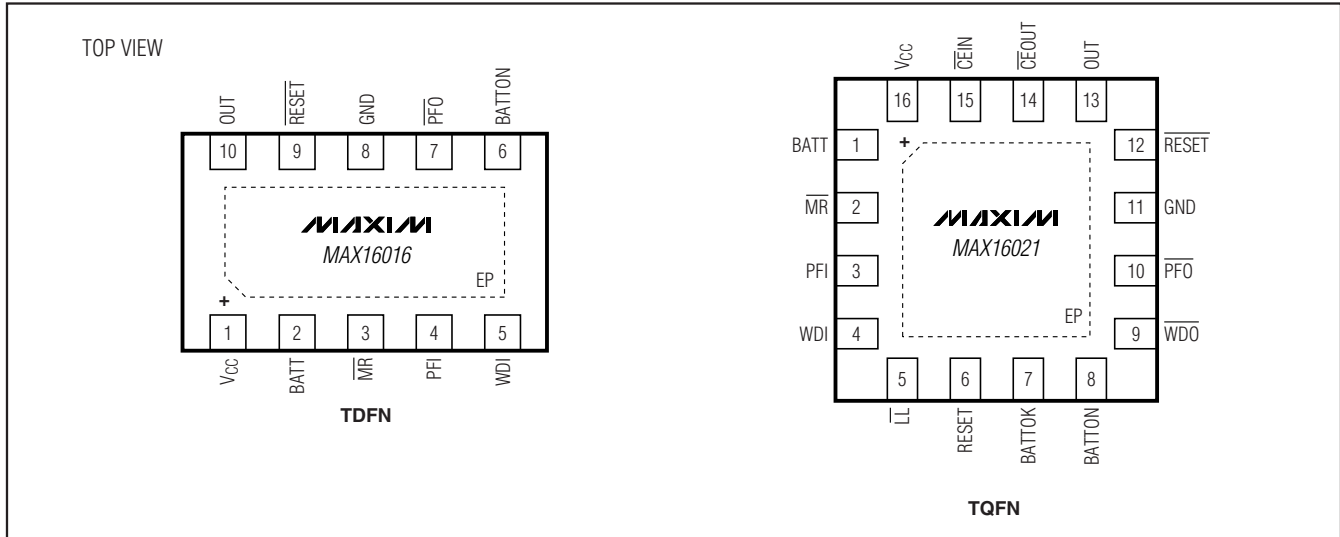 TOP VIEW
OUT
RESET
GND
PFO
BATTON
10
9
8
7
6
MAXIM
MAX16016
EP
+
1
2
3
4
5
VCC
BATT
MR
PFI
WDI
TDFN
VCC
CEIN
CEOUT
OUT
16
15
14
13
BATT 1
+
12 RESET
MR 2
11 GND
MAXIM
MAX16021
PFI 3
10 PFO
EP
WDI 4
9 WDO
5
6
7
8
LL
RESET
BATTOK
BATTON
TQFN